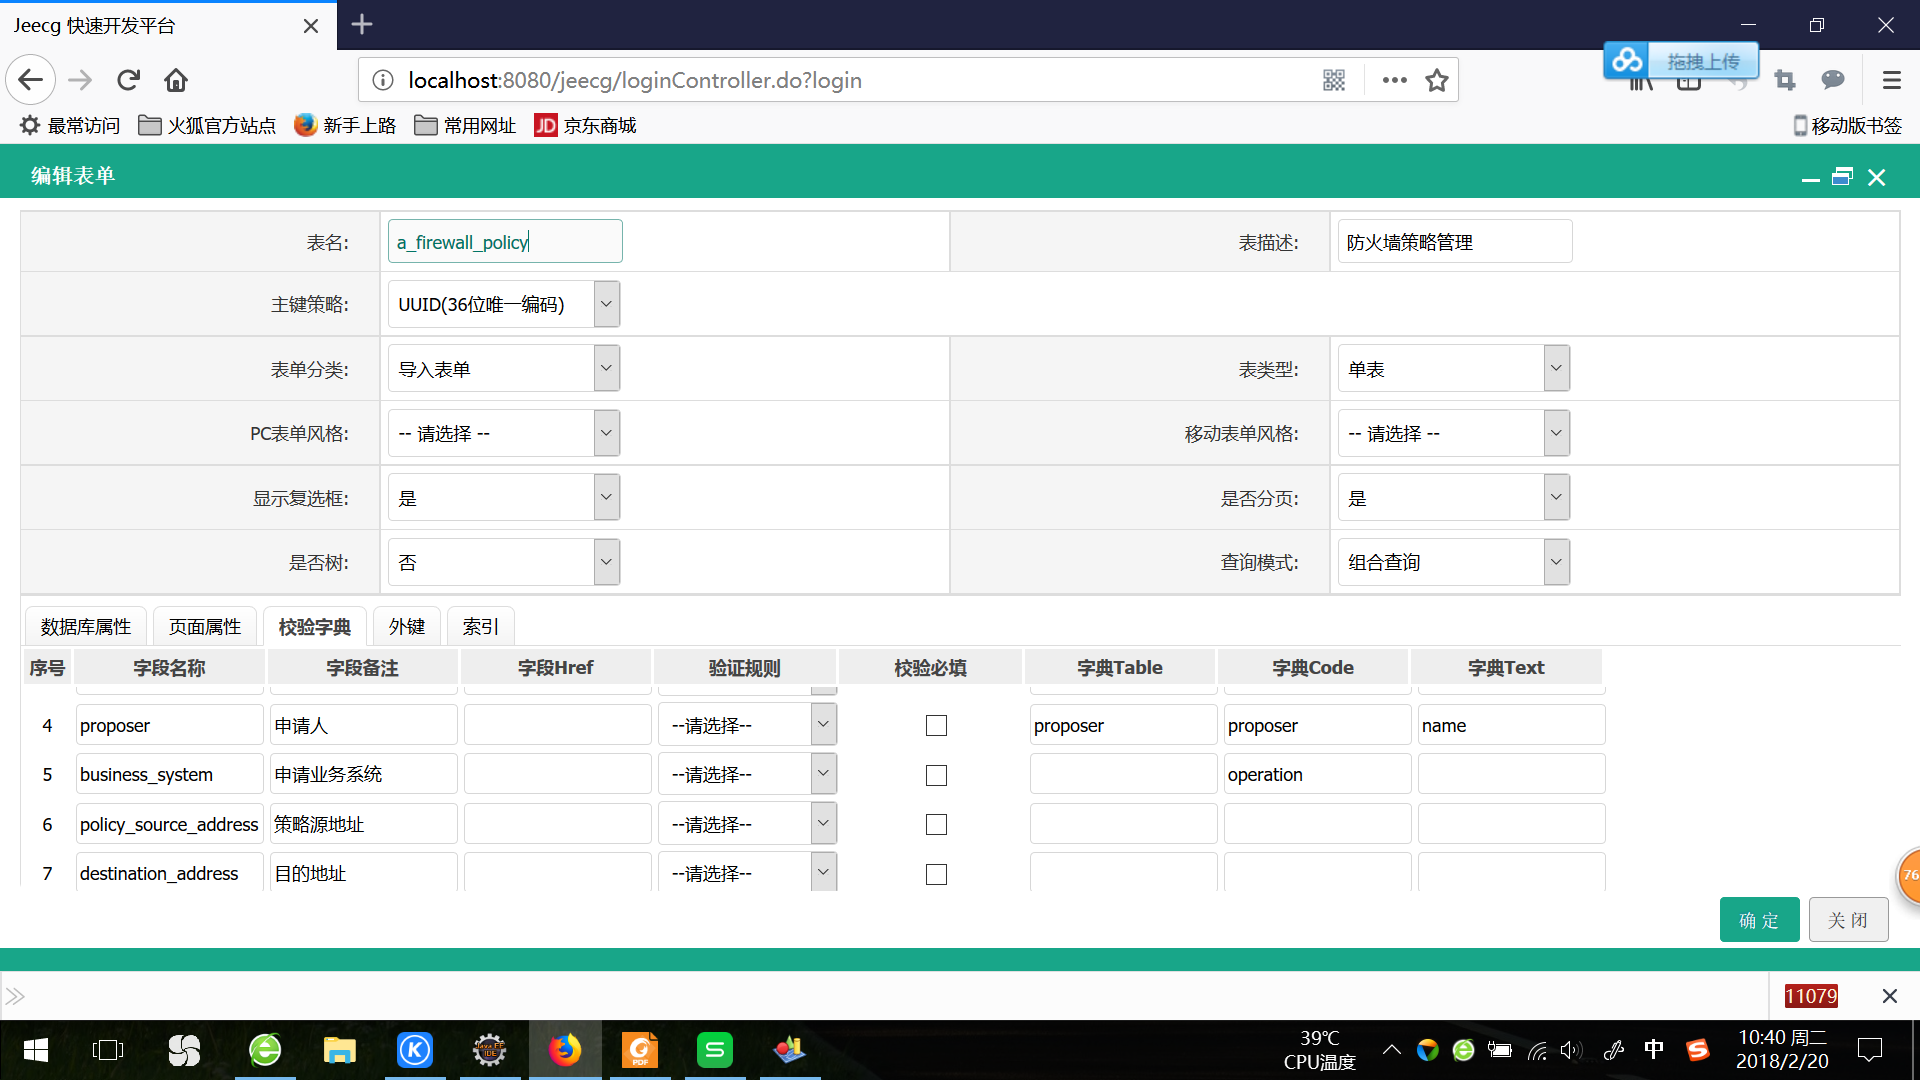 Jeecg 快速开发平台
localhost:8080/jeecg/loginController.do?login
拖拽上传
最常访问 火狐官方站点 新手上路 常用网址 JD 京东商城 移动版书签
编辑表单
表名: a_firewall_policy 表描述: 防火墙策略管理
主键策略: UUID(36位唯一编码)
表单分类: 导入表单 表类型: 单表
PC表单风格: -- 请选择 -- 移动表单风格: -- 请选择 --
显示复选框: 是 是否分页: 是
是否树: 否 查询模式: 组合查询
数据库属性 页面属性 校验字典 外键 索引
序号 字段名称 字段备注 字段Href 验证规则 校验必填 字典Table 字典Code 字典Text
4 proposer 申请人 --请选择-- proposer proposer name
5 business_system 申请业务系统 --请选择-- operation
6 policy_source_address 策略源地址 --请选择--
7 destination_address 目的地址 --请选择--
76
确 定 关 闭
11079
39℃
CPU温度
中
10:40 周二
2018/2/20